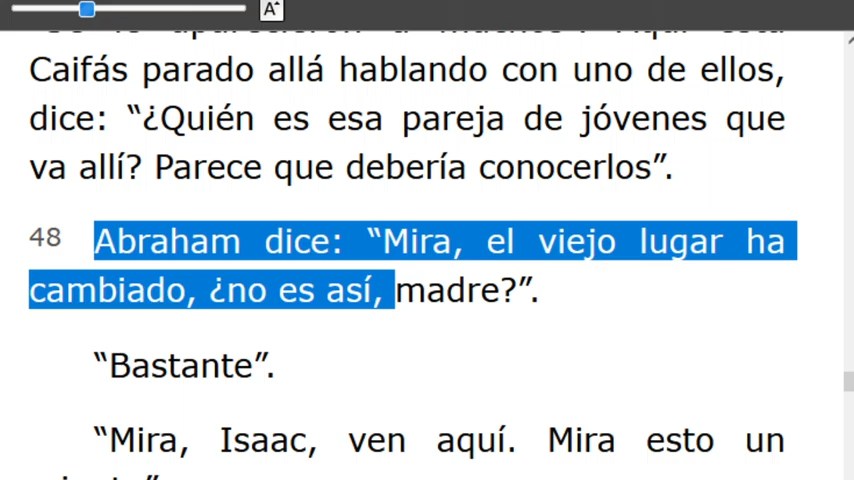 A
Caifás parado allá hablando con uno de ellos,
dice: “¿Quién es esa pareja de jóvenes que
va allí? Parece que debería conocerlos”.
48 Abraham dice: “Mira, el viejo lugar ha
cambiado, ¿no es así, madre?”.
“Bastante”.
“Mira, Isaac, ven aquí. Mira esto un